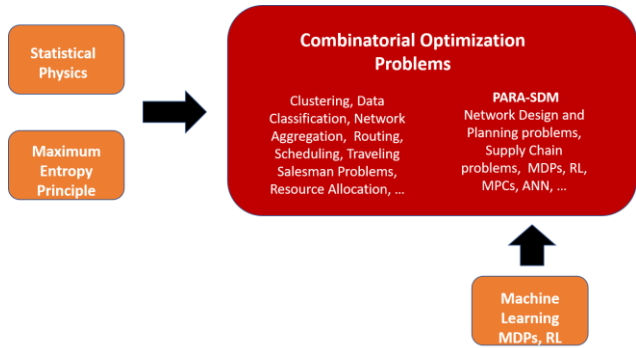 Statistical
Physics
Maximum
Entropy
Principle
Combinatorial Optimization
Problems
Clustering, Data
Classification, Network
Aggregation, Routing,
Scheduling, Traveling
Salesman Problems,
Resource Allocation, ...
PARA-SDM
Network Design and
Planning problems,
Supply Chain
problems, MDPs, RL,
MPCs, ANN, ...
Machine
Learning
MDPs, RL